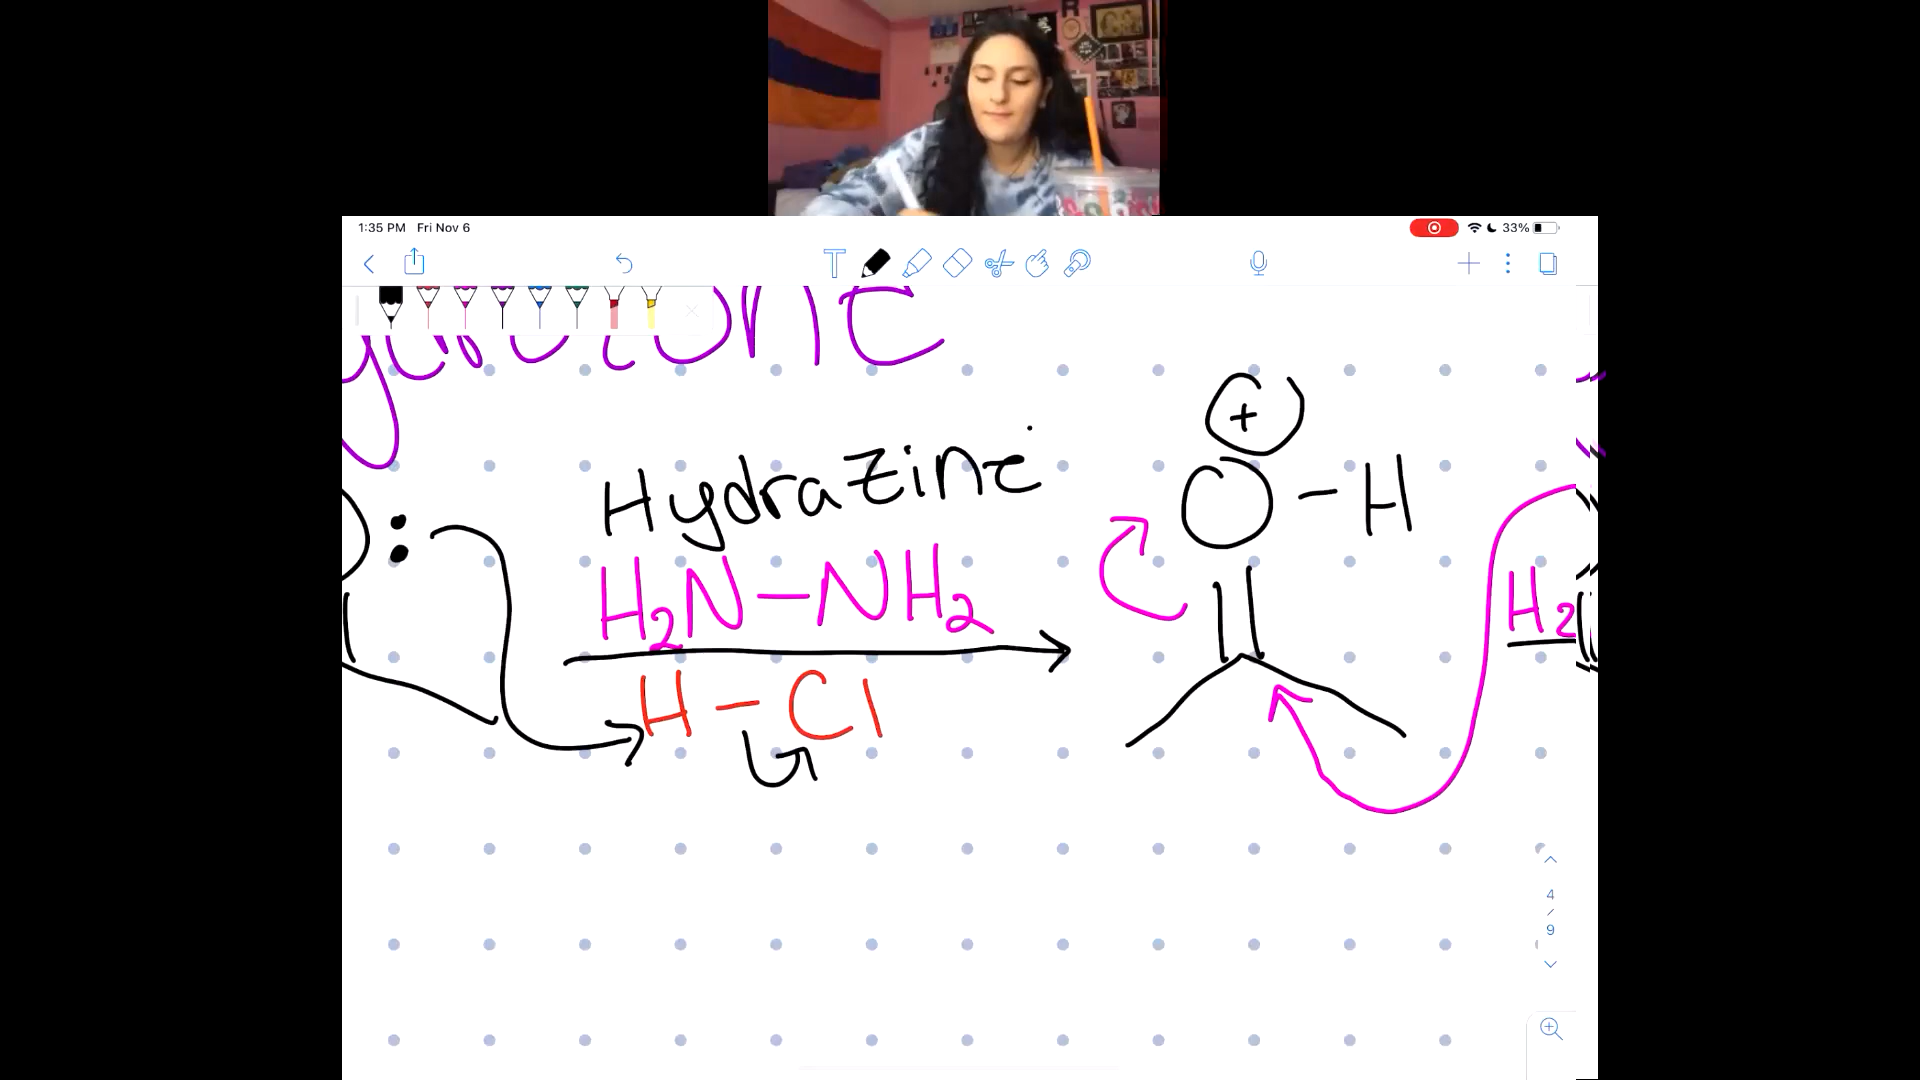 1:35 PM Fri Nov 6
33%
T
Hydrazine
H₂N-NH₂
H-Cl
+
O-H
H₂
4
/
9